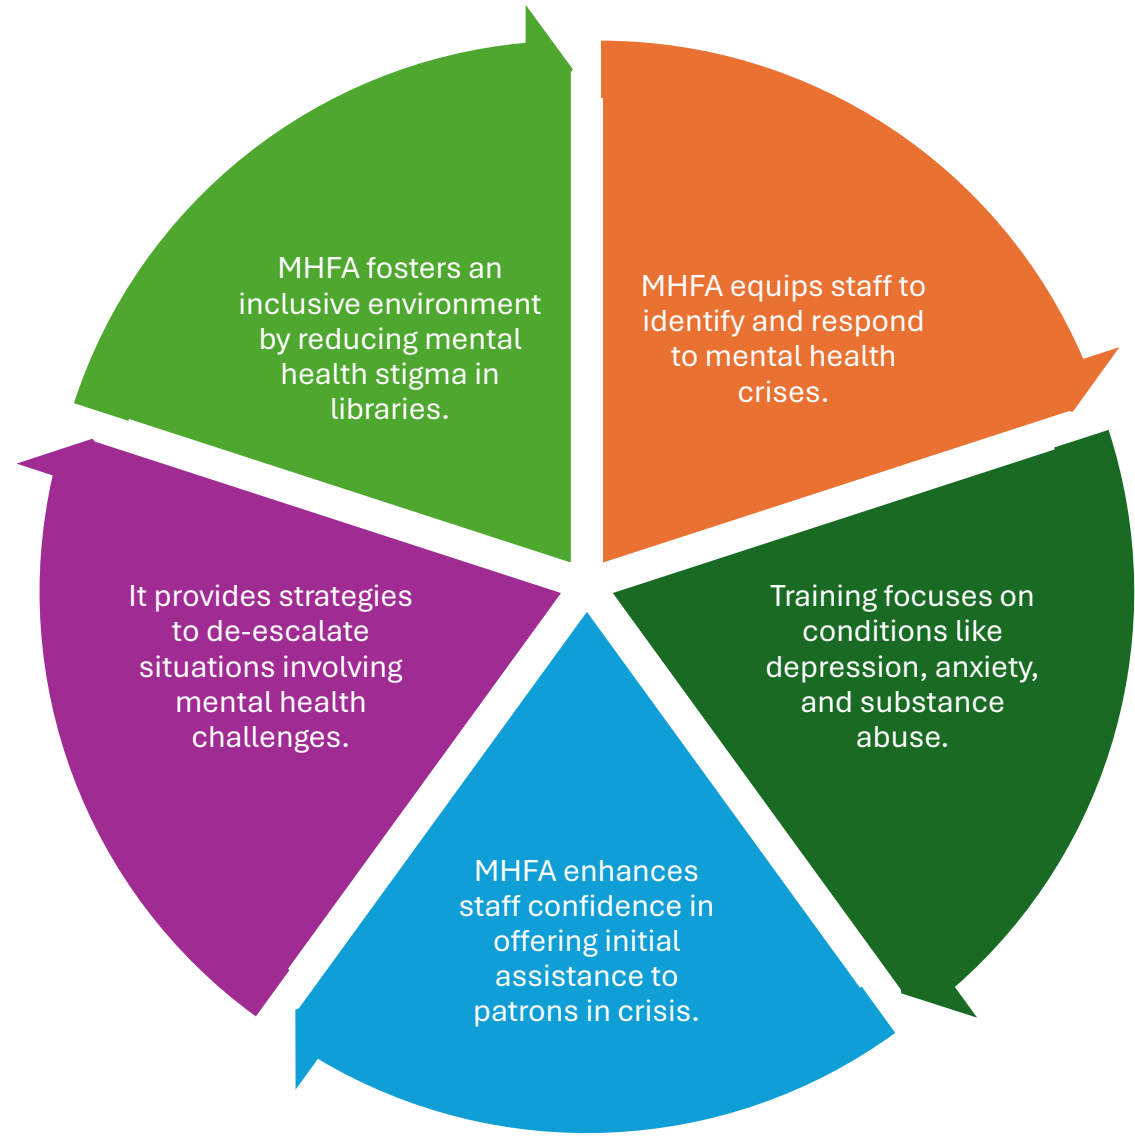 MHFA equips staff to
identify and respond
to mental health
crises.
Training focuses on
conditions like
depression, anxiety,
and substance
abuse.
MHFA enhances
staff confidence in
offering initial
assistance to
patrons in crisis.
It provides strategies
to de-escalate
situations involving
mental health
challenges.
MHFA fosters an
inclusive environment
by reducing mental
health stigma in
libraries.